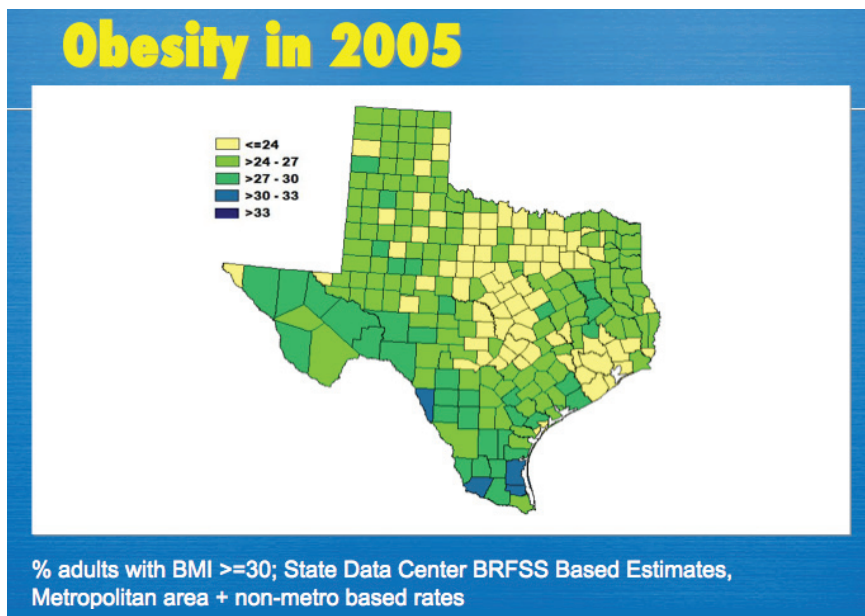 Obesity in 2005
<=24
>24 - 27
>27 - 30
>30 - 33
>33
% adults with BMI >=30; State Data Center BRFSS Based Estimates,
Metropolitan area + non-metro based rates